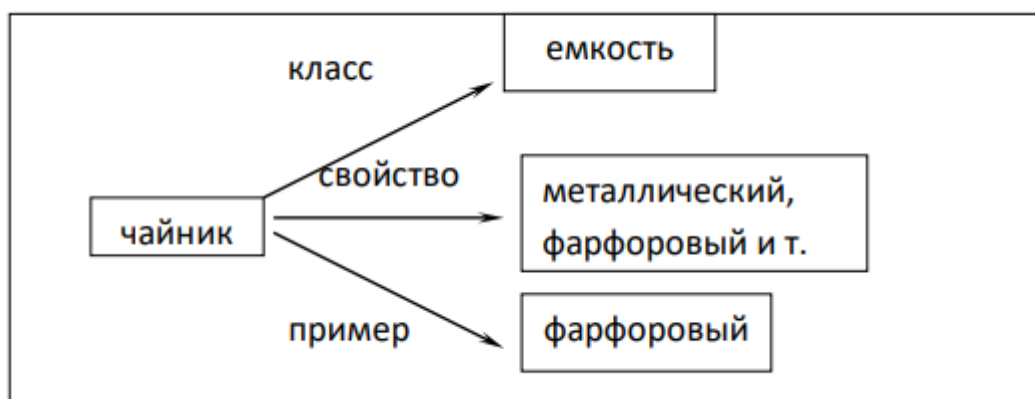 класс
емкость
свойство
чайник
металлический,
фарфоровый и т.
пример
фарфоровый